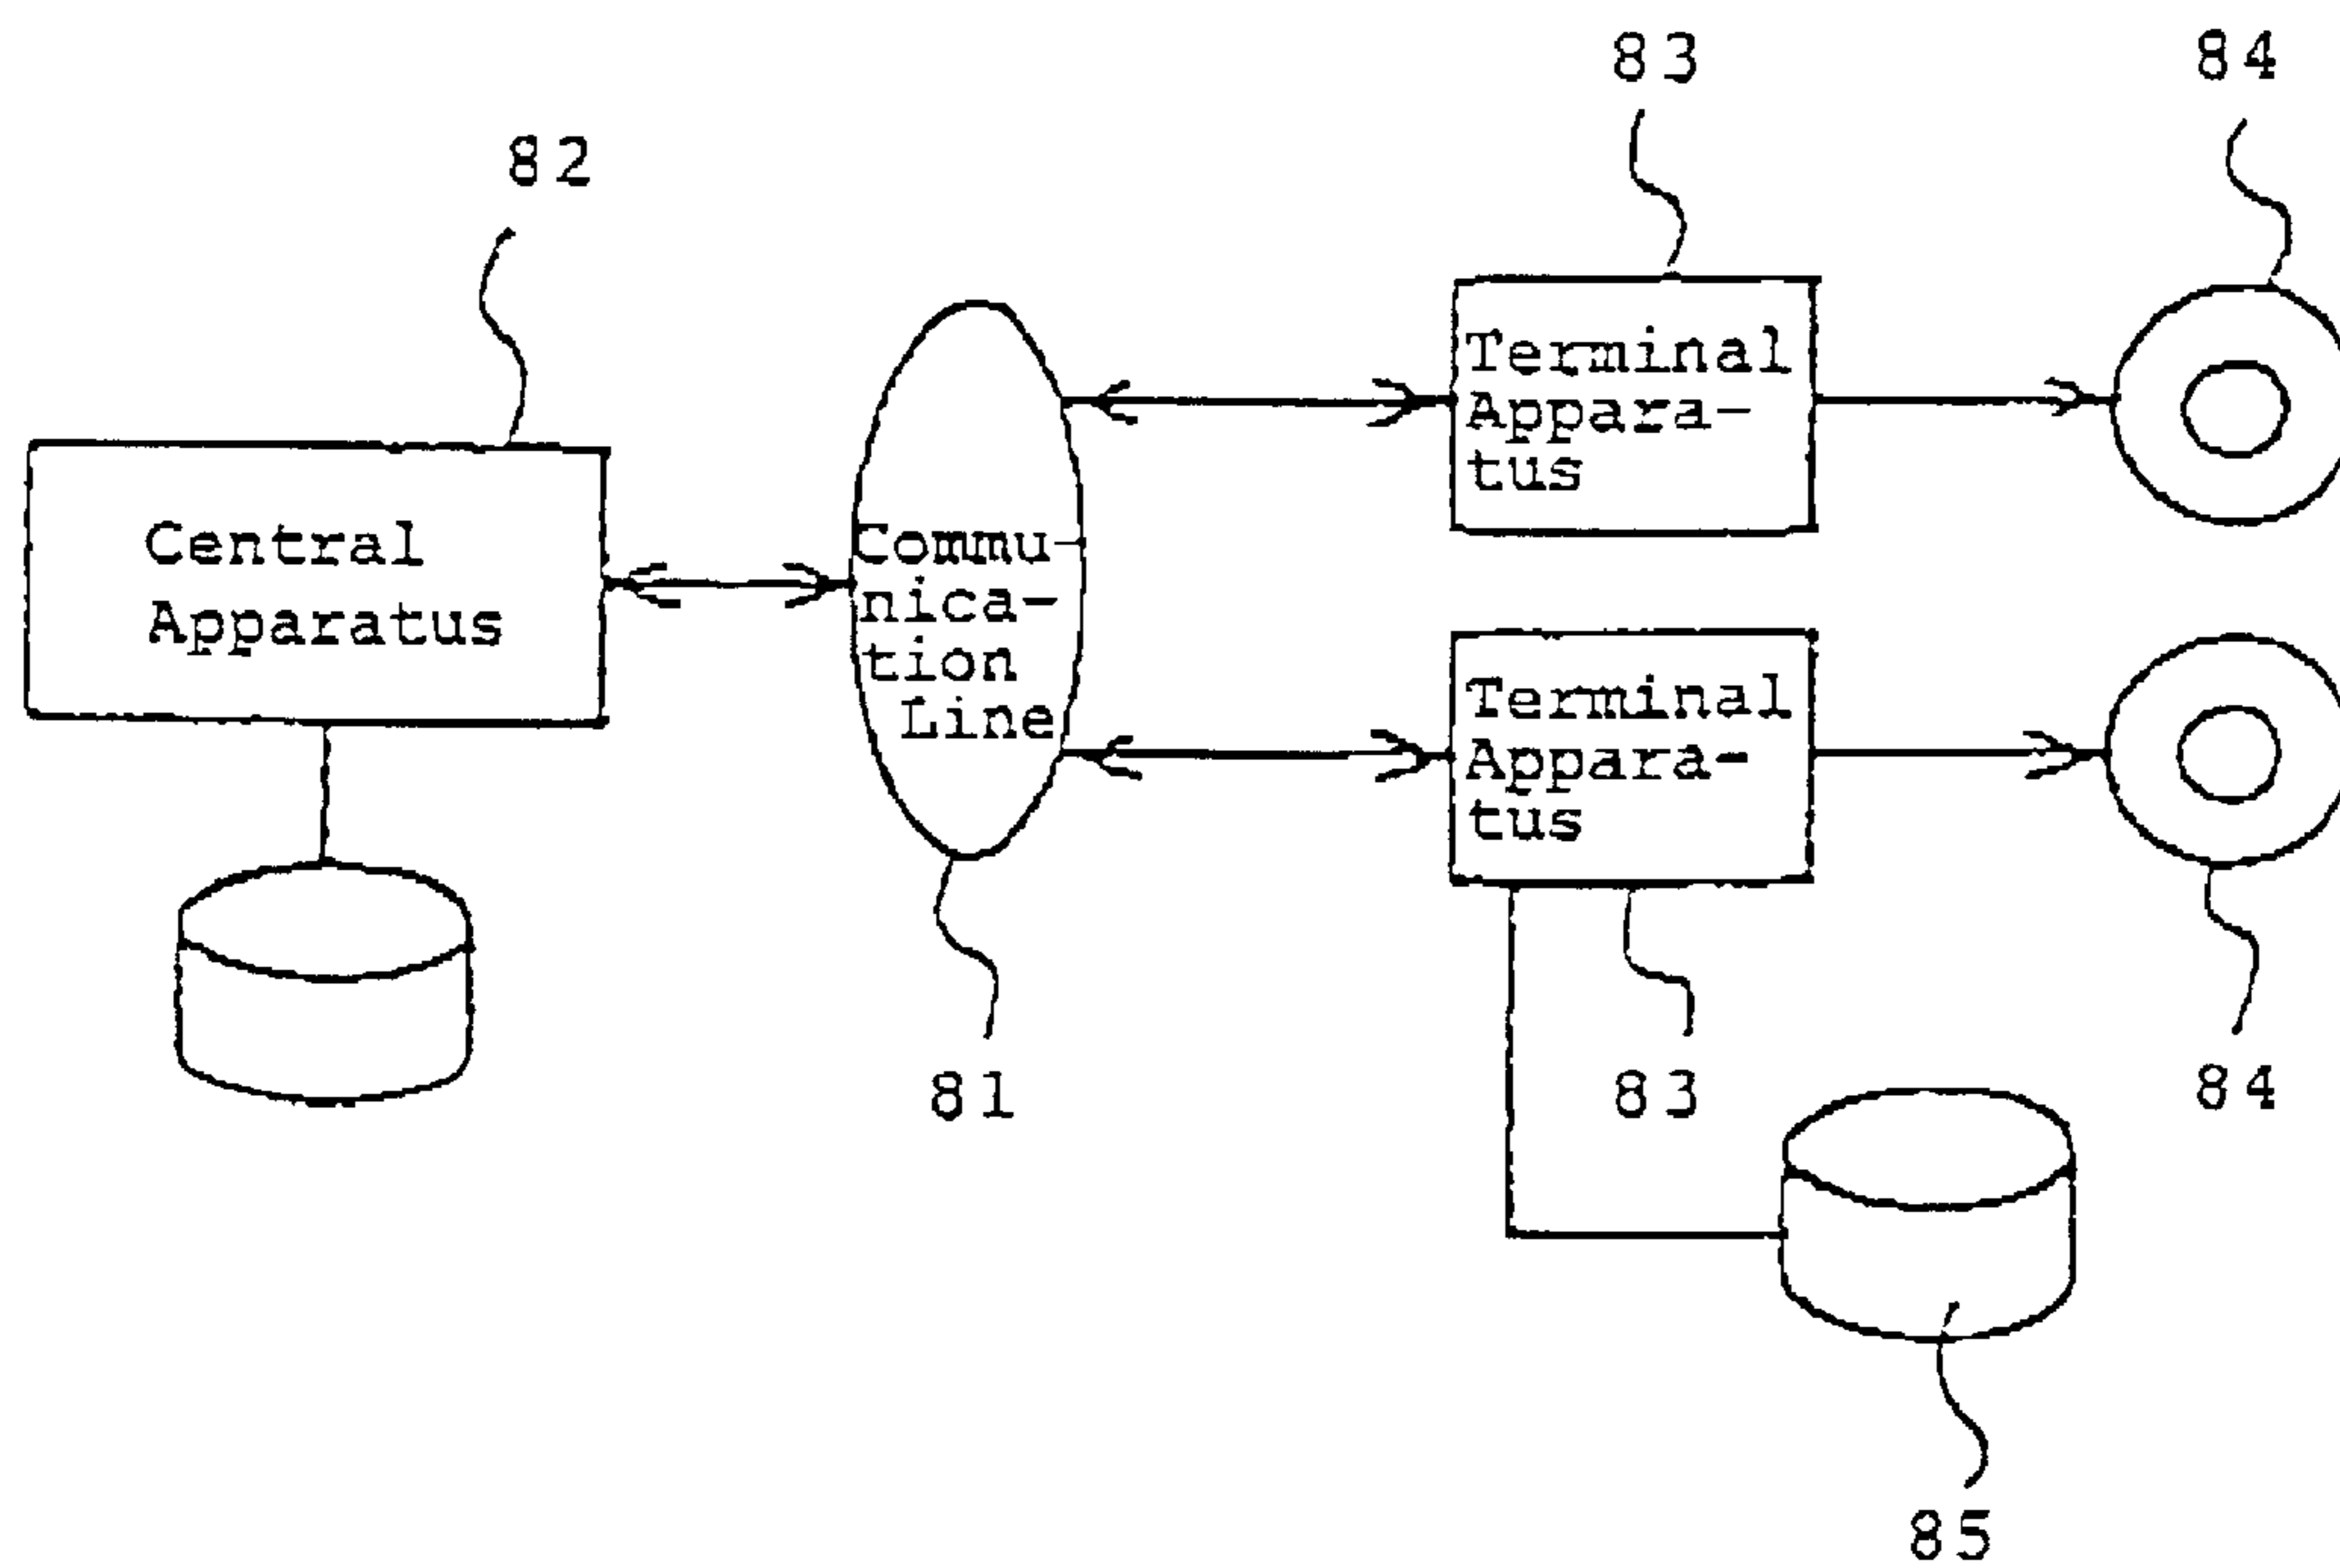 83
84
82
Terminal
Appara-
tus
Central
Apparatus
Commu-
nica-
tion
Line
Terminal
Appara-
tus
81
83
84
85